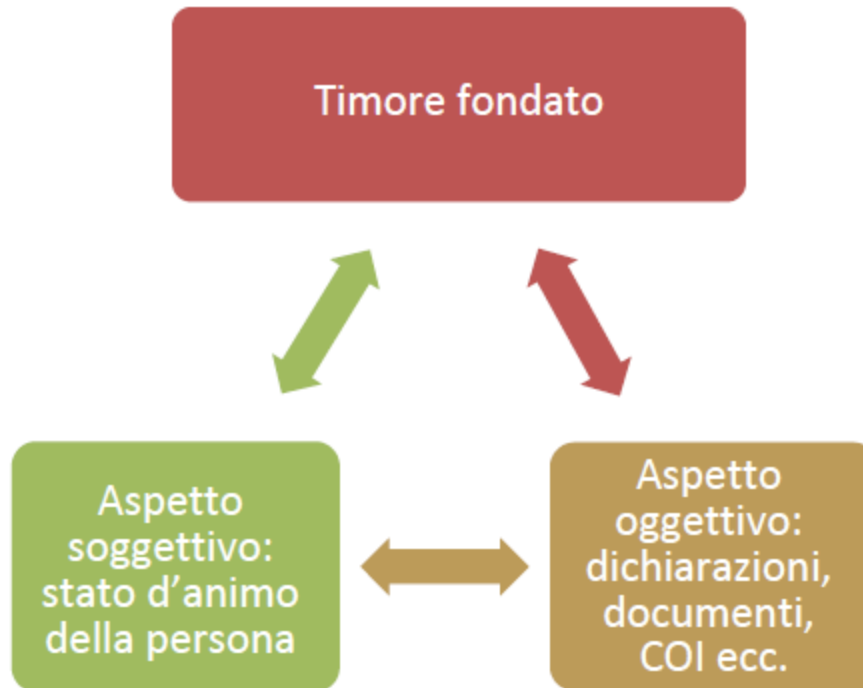 Timore fondato
Aspetto
soggettivo:
stato d’animo
della persona
Aspetto
oggettivo:
dichiarazioni,
documenti,
COI ecc.